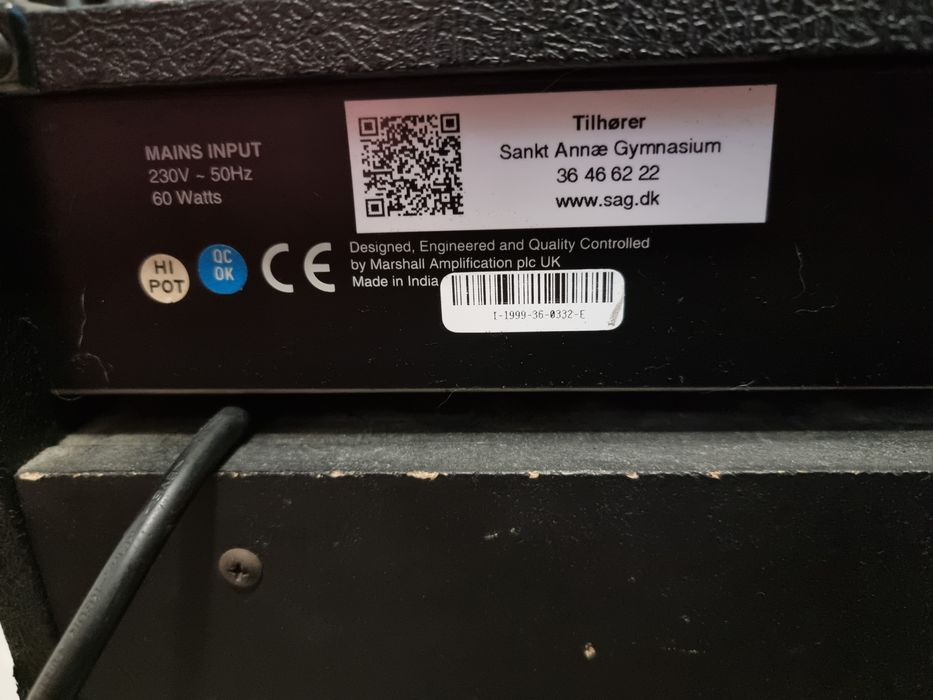 Tilhører
Sankt Annæ Gymnasium
36 46 62 22
www.sag.dk
MAINS INPUT
230V ~ 50Hz
60 Watts
HI
POT
QC
OK
CE
Designed, Engineered and Quality Controlled
by Marshall Amplification plc UK
Made in India
I-1999-36-0332-E